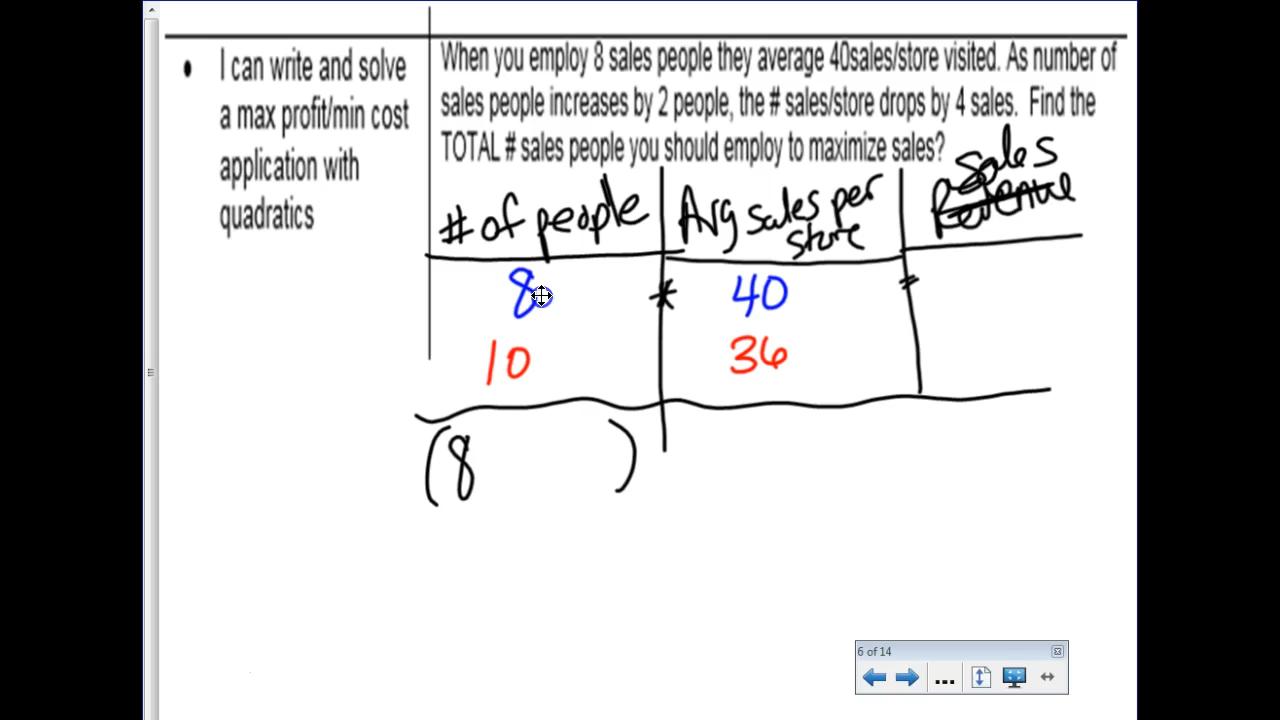 • I can write and solve
a max profit/min cost
application with
quadratics
When you employ 8 sales people they average 40sales/store visited. As number of
sales people increases by 2 people, the # sales/store drops by 4 sales. Find the
TOTAL # sales people you should employ to maximize sales?
# of people
Avg sales per
store
Sales
Revenue
8 * 40 =
10 36
(8 )
6 of 14
...